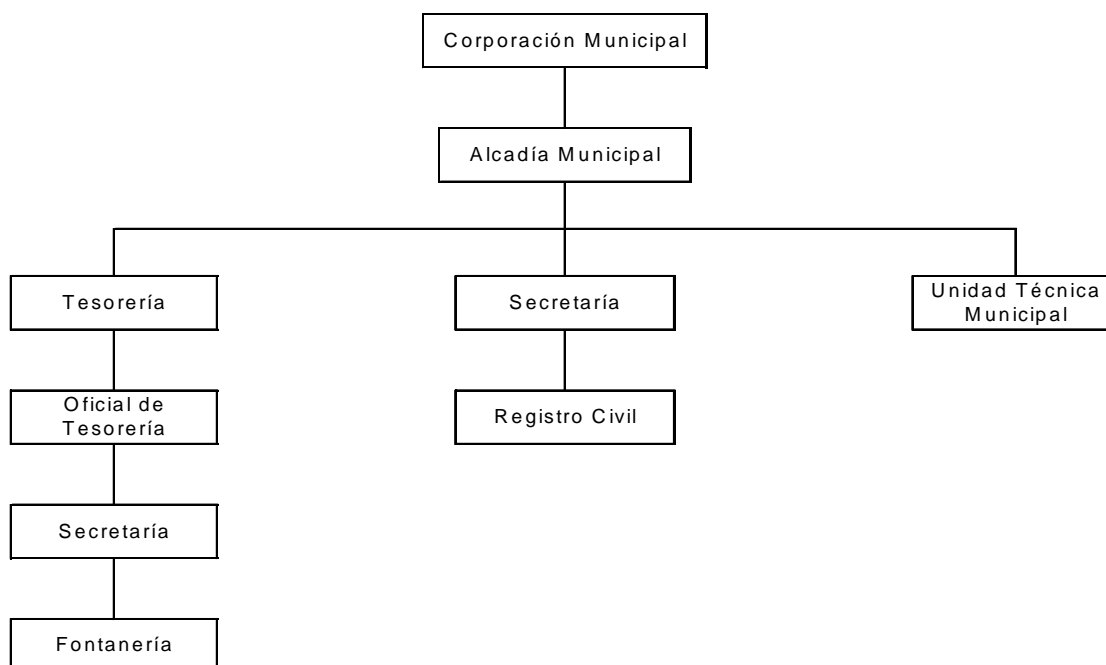 Corporación Municipal
Alcadía Municipal
Tesorería
Secretaría
Unidad Técnica
Municipal
Oficial de
Tesorería
Registro Civil
Secretaría
Fontanería